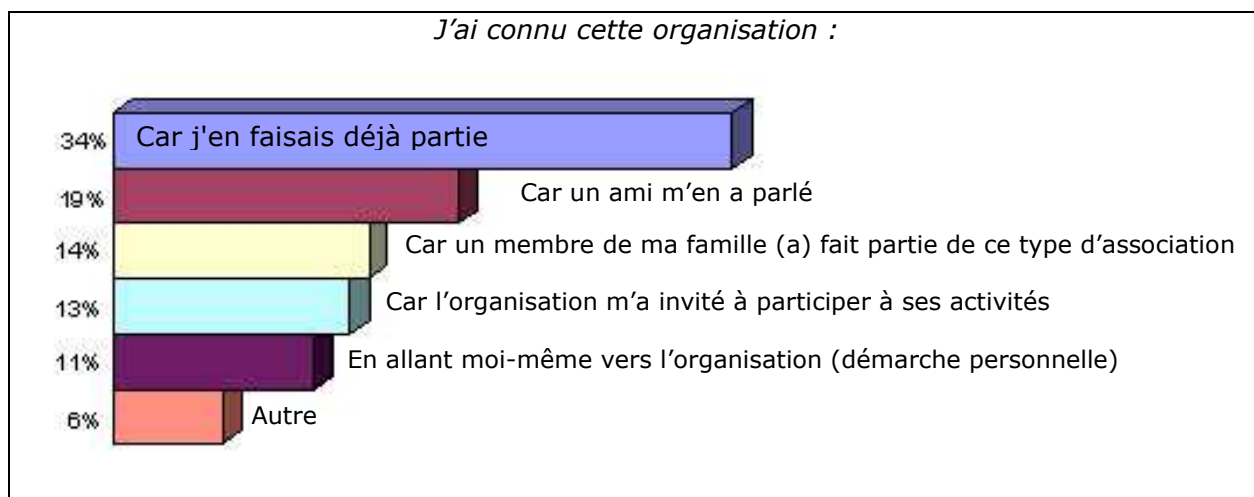 J’ai connu cette organisation :
34% Car j'en faisais déjà partie
19% Car un ami m’en a parlé
14% Car un membre de ma famille (a) fait partie de ce type d’association
13% Car l’organisation m’a invité à participer à ses activités
11% En allant moi-même vers l’organisation (démarche personnelle)
6% Autre